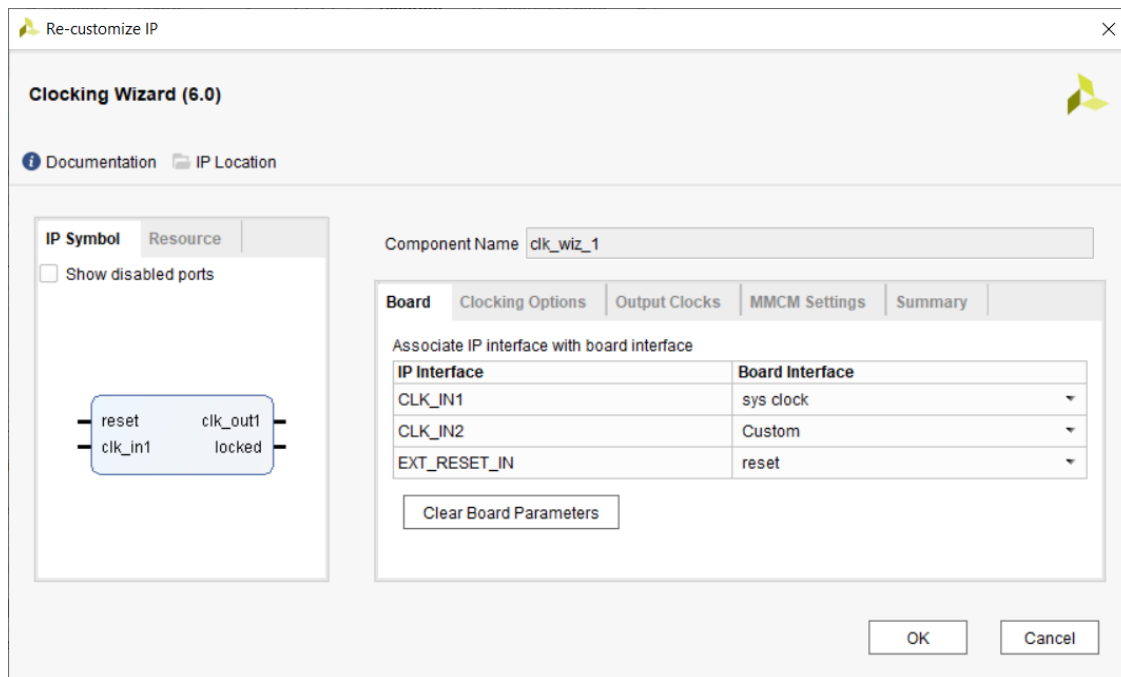 Re-customize IP
Clocking Wizard (6.0)
Documentation IP Location
IP Symbol Resource
Show disabled ports
reset clk_out1
clk_in1 locked
Component Name clk_wiz_1
Board Clocking Options Output Clocks MMCM Settings Summary
Associate IP interface with board interface
IP Interface Board Interface
CLK_IN1 sys clock
CLK_IN2 Custom
EXT_RESET_IN reset
Clear Board Parameters
OK Cancel